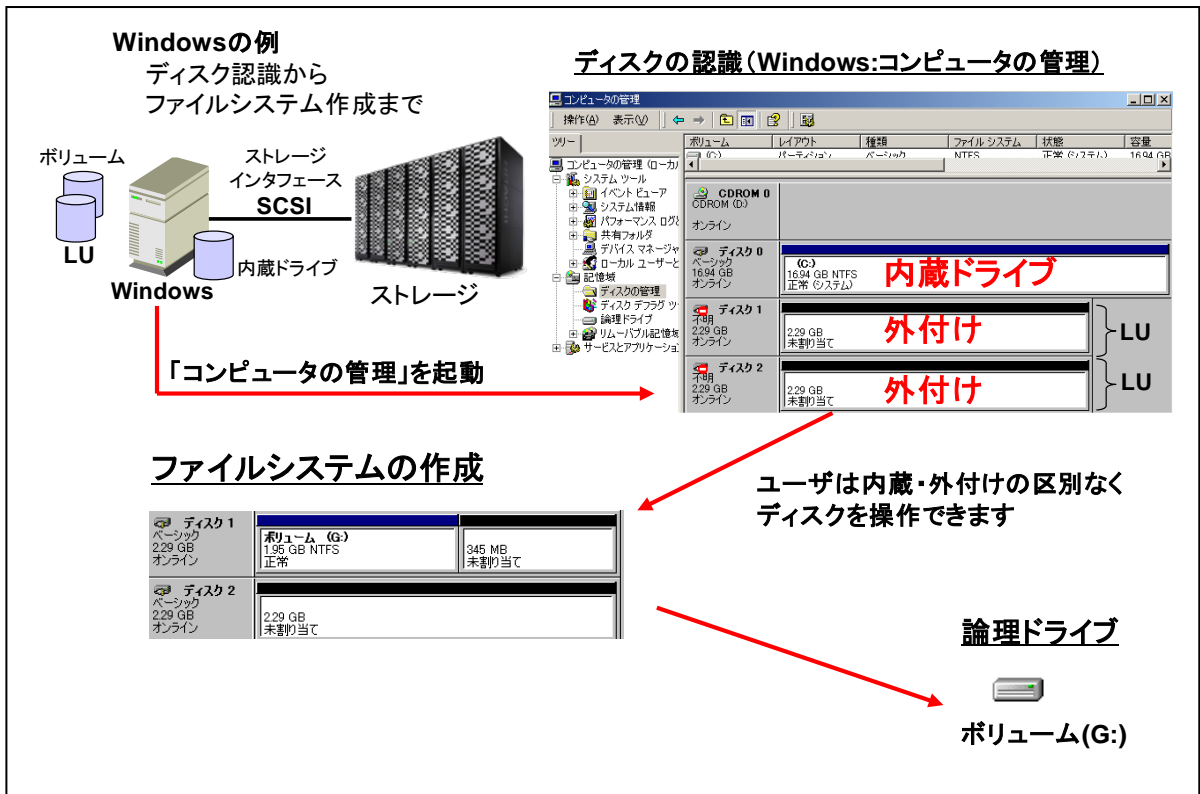 Windowsの例
ディスク認識から
ファイルシステム作成まで
ボリューム
LU
Windows
内蔵ドライブ
ストレージ
インタフェース
SCSI
ストレージ
「コンピュータの管理」を起動
ディスクの認識(Windows:コンピュータの管理)
コンピュータの管理
操作(A) 表示(V)
ツリー
コンピュータの管理 (ローカル
システム ツール
イベント ビューア
システム情報
パフォーマンス ログと
共有フォルダ
デバイス マネージャ
ローカル ユーザーと
記憶域
ディスクの管理
ディスク デフラグ ツ
論理ドライブ
リムーバブル記憶域
サービスとアプリケーショ
ボリューム レイアウト 種類 ファイル システム 状態 容量
(C:) パーティション ベーシック NTFS 正常 (システム) 16.94 GB
CDROM 0
CDROM (D:)
オンライン
ディスク 0
ベーシック
16.94 GB
オンライン
(C:)
16.94 GB NTFS
正常 (システム)
内蔵ドライブ
ディスク 1
不明
2.29 GB
オンライン
2.29 GB
未割り当て
外付け
LU
ディスク 2
不明
2.29 GB
オンライン
2.29 GB
未割り当て
外付け
LU
ファイルシステムの作成
ディスク 1
ベーシック
2.29 GB
オンライン
ボリューム (G:)
1.95 GB NTFS
正常
345 MB
未割り当て
ディスク 2
ベーシック
2.29 GB
オンライン
2.29 GB
未割り当て
ユーザは内蔵・外付けの区別なく
ディスクを操作できます
論理ドライブ
ボリューム(G:)